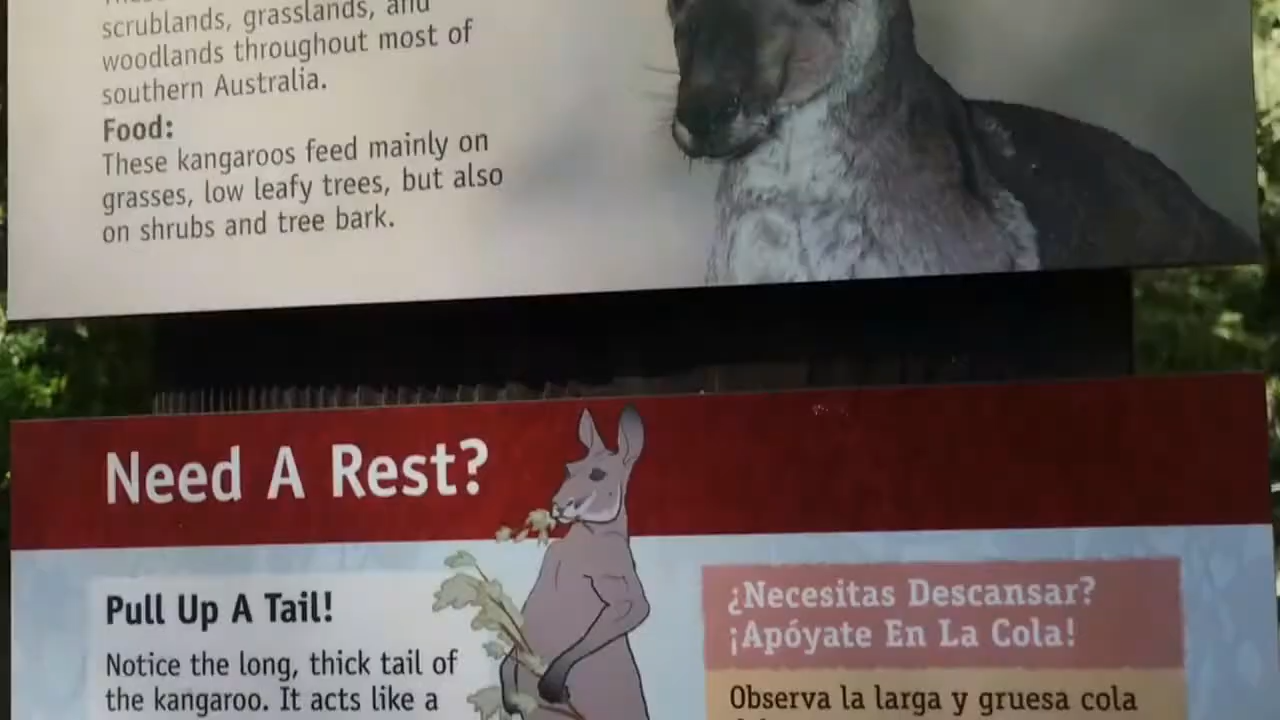 scrublands, grasslands, and
woodlands throughout most of
southern Australia.
Food:
These kangaroos feed mainly on
grasses, low leafy trees, but also
on shrubs and tree bark.
Need A Rest?
Pull Up A Tail!
Notice the long, thick tail of
the kangaroo. It acts like a
¿Necesitas Descansar?
¡Apóyate En La Cola!
Observa la larga y gruesa cola